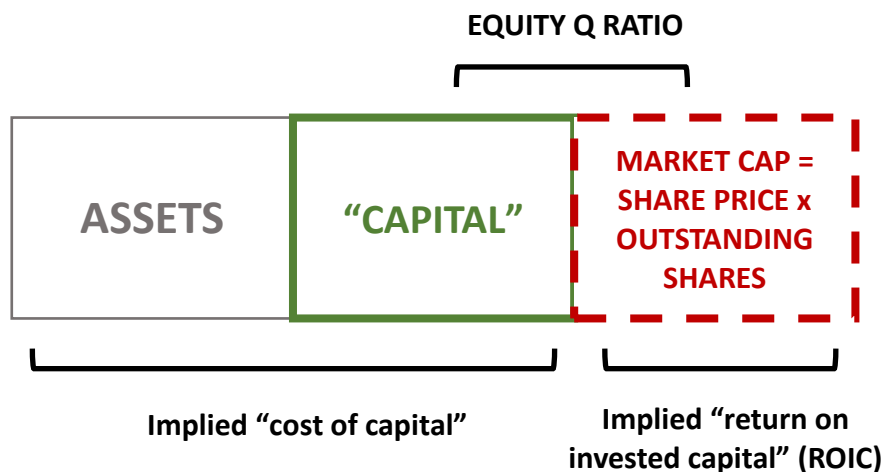 EQUITY Q RATIO
ASSETS
“CAPITAL”
MARKET CAP =
SHARE PRICE x
OUTSTANDING
SHARES
Implied “cost of capital”
Implied “return on
invested capital” (ROIC)